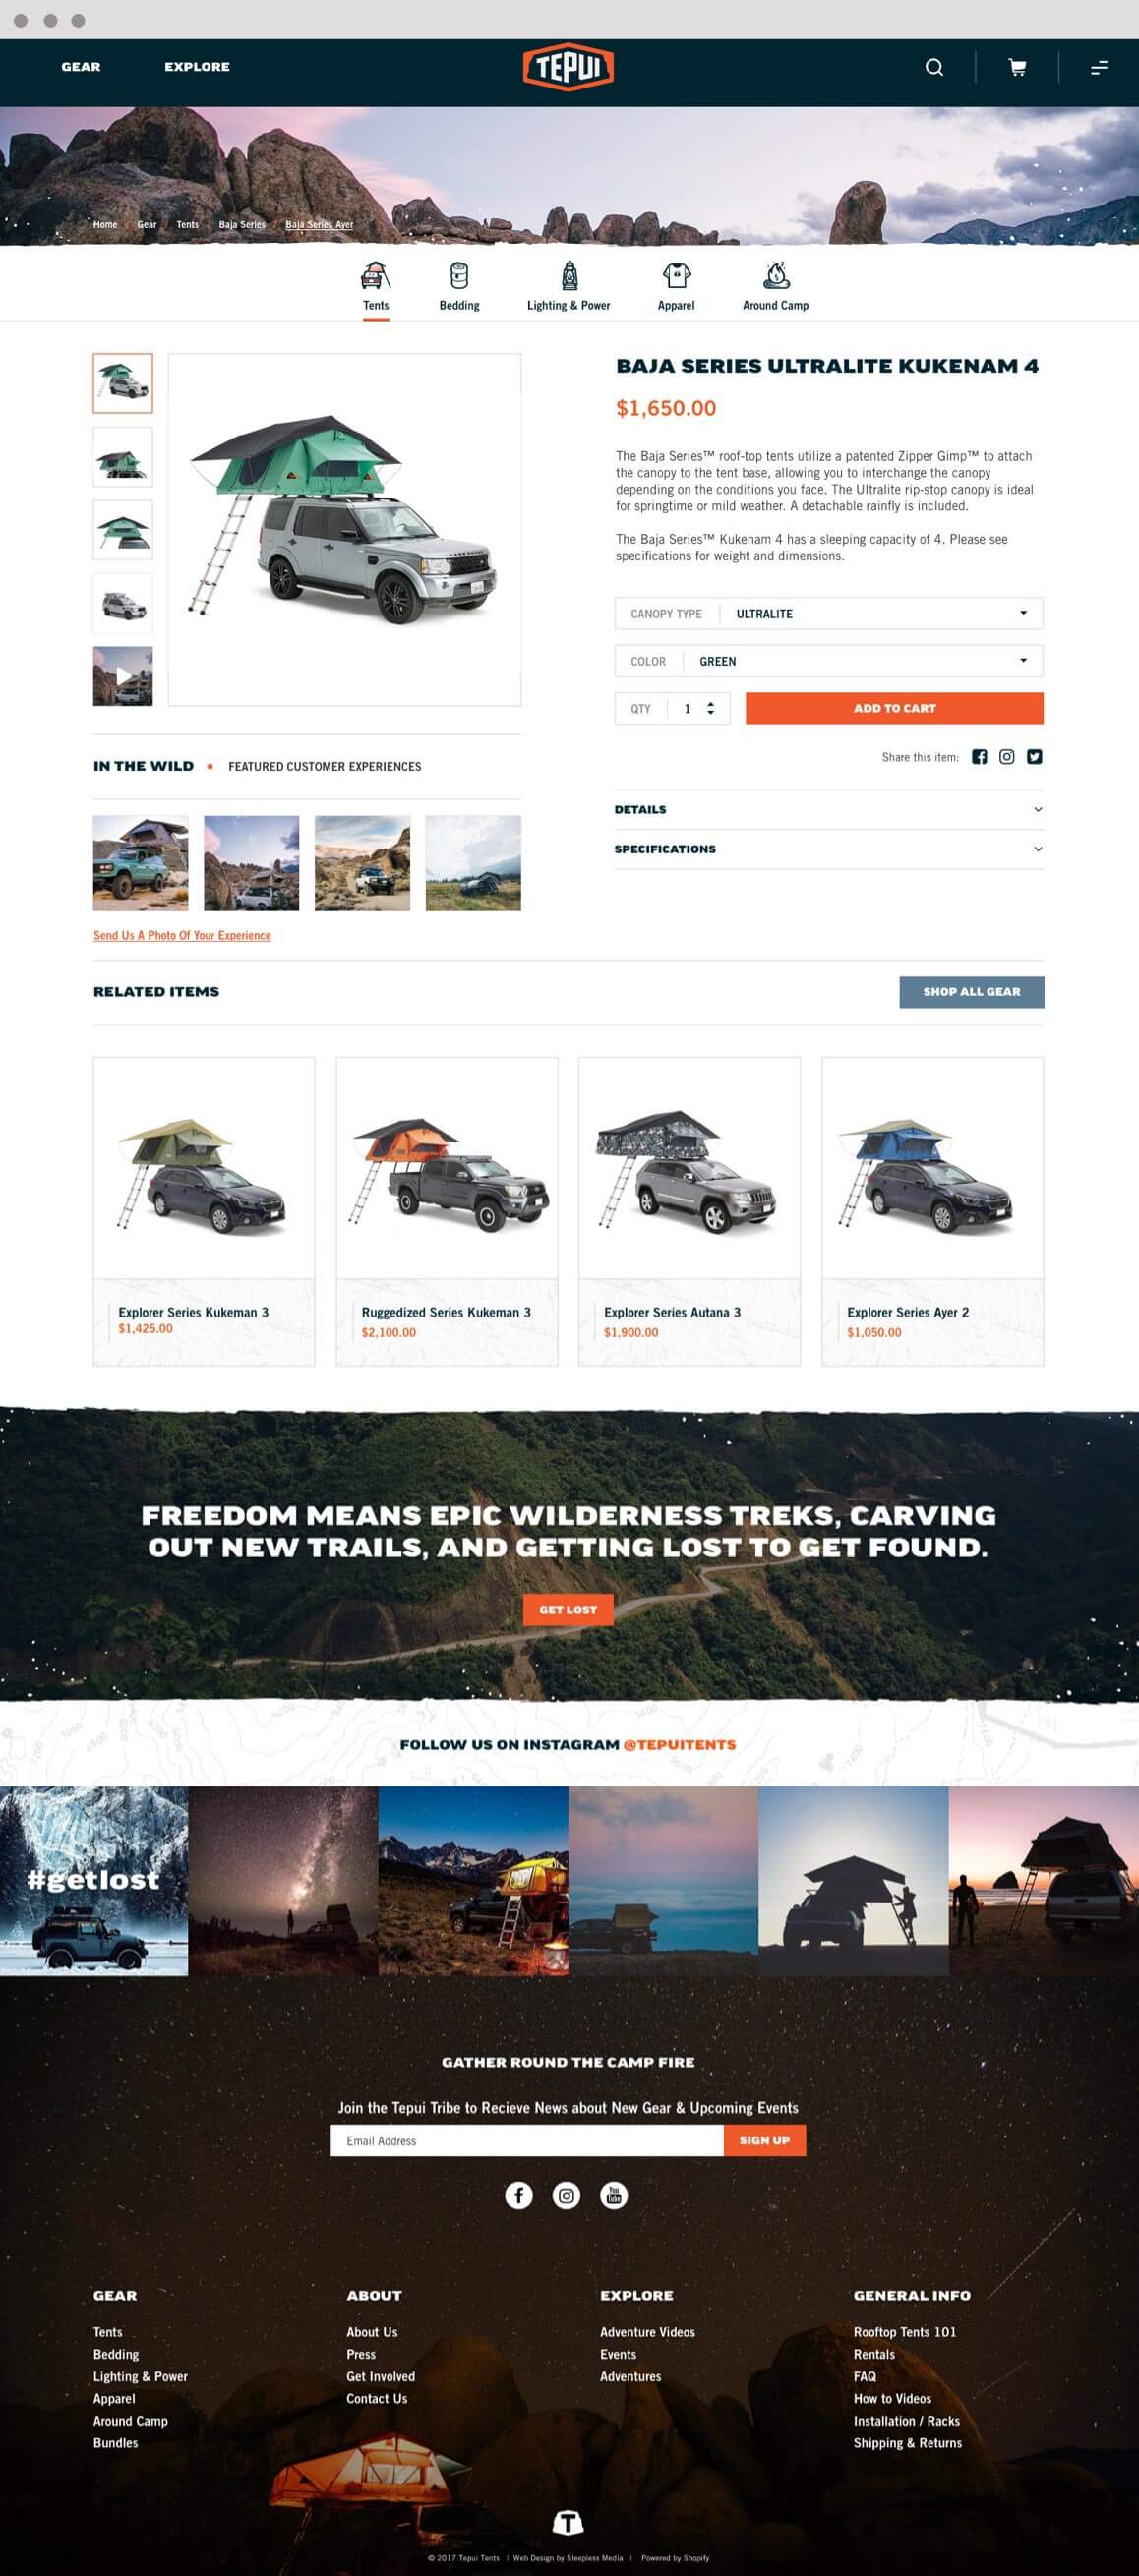 GEAR
EXPLORE
TEPUI
Home / Gear / Tents / Baja Series / Baja Series Ayer
Tents
Bedding
Lighting & Power
Apparel
Around Camp
BAJA SERIES ULTRALITE KUKENAM 4
$1,650.00
The Baja Series™ roof-top tents utilize a patented Zipper Gimp™ to attach
the canopy to the tent base, allowing you to interchange the canopy
depending on the conditions you face. The Ultralite rip-stop canopy is ideal
for springtime or mild weather. A detachable rainfly is included.
The Baja Series™ Kukenam 4 has a sleeping capacity of 4. Please see
specifications for weight and dimensions.
CANOPY TYPE ULTRALITE
COLOR GREEN
QTY 1
ADD TO CART
Share this item:
DETAILS
SPECIFICATIONS
IN THE WILD • FEATURED CUSTOMER EXPERIENCES
Send Us A Photo Of Your Experience
RELATED ITEMS
SHOP ALL GEAR
Explorer Series Kukeman 3
$1,425.00
Ruggedized Series Kukeman 3
$2,100.00
Explorer Series Autana 3
$1,900.00
Explorer Series Ayer 2
$1,050.00
FREEDOM MEANS EPIC WILDERNESS TREKS, CARVING
OUT NEW TRAILS, AND GETTING LOST TO GET FOUND.
GET LOST
FOLLOW US ON INSTAGRAM @TEPUITENTS
#getlost
GATHER ROUND THE CAMP FIRE
Join the Tepui Tribe to Recieve News about New Gear & Upcoming Events
Email Address
SIGN UP
You
Tube
GEAR
Tents
Bedding
Lighting & Power
Apparel
Around Camp
Bundles
ABOUT
About Us
Press
Get Involved
Contact Us
EXPLORE
Adventure Videos
Events
Adventures
GENERAL INFO
Rooftop Tents 101
Rentals
FAQ
How to Videos
Installation / Racks
Shipping & Returns
T
© 2017 Tepui Tents | Web Design by Sleepless Media | Powered by Shopify